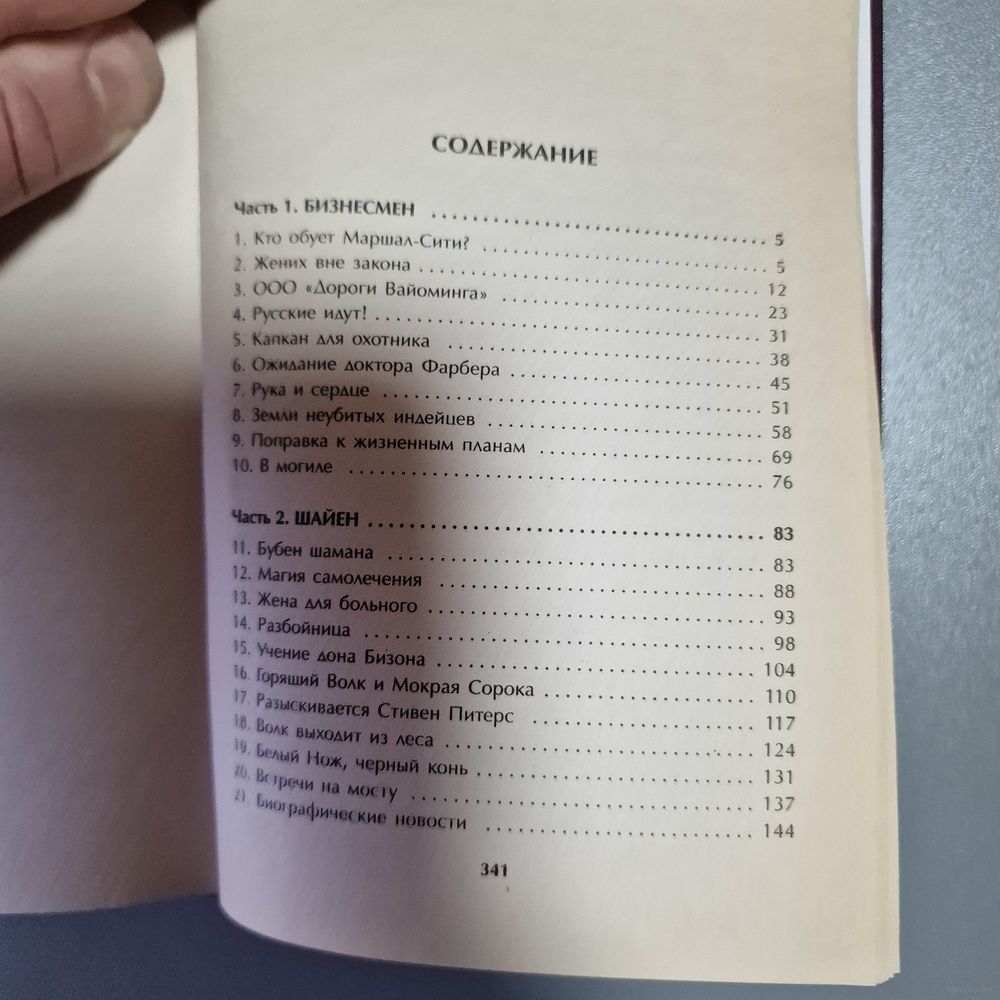 СОДЕРЖАНИЕ
Часть 1. БИЗНЕСМЕН ........................ 5
1. Кто обует Маршал-Сити? ........................ 5
2. Жених вне закона ........................ 12
3. ООО «Дороги Вайоминга» ........................ 23
4. Русские идут! ........................ 31
5. Капкан для охотника ........................ 38
6. Ожидание доктора Фарбера ........................ 45
7. Рука и сердце ........................ 51
8. Земли неубитых индейцев ........................ 58
9. Поправка к жизненным планам ........................ 69
10. В могиле ........................ 76
Часть 2. ШАЙЕН ........................ 83
11. Бубен шамана ........................ 83
12. Магия самолечения ........................ 88
13. Жена для больного ........................ 93
14. Разбойница ........................ 98
15. Учение дона Бизона ........................ 104
16. Горящий Волк и Мокрая Сорока ........................ 110
17. Разыскивается Стивен Питерс ........................ 117
18. Волк выходит из леса ........................ 124
19. Белый Нож, черный конь ........................ 131
20. Встречи на мосту ........................ 137
21. Биографические новости ........................ 144
341